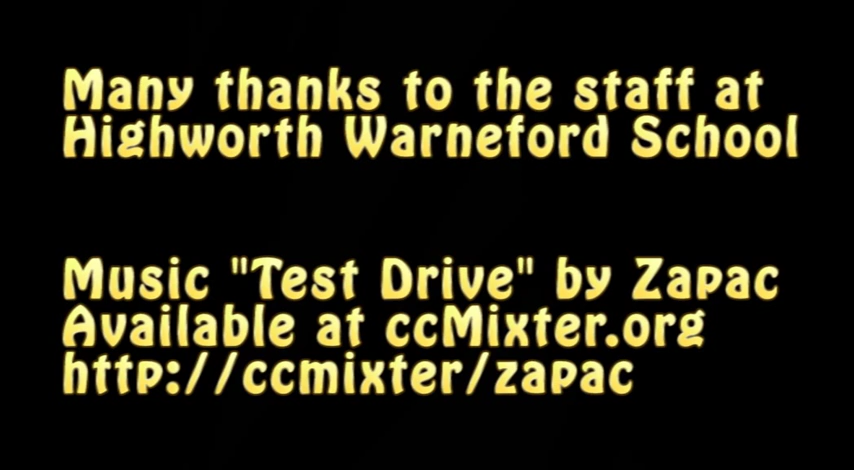 Many thanks to the staff at
Highworth Warneford School
Music "Test Drive" by Zapac
Available at ccMixter.org
http://ccmixter/zapac